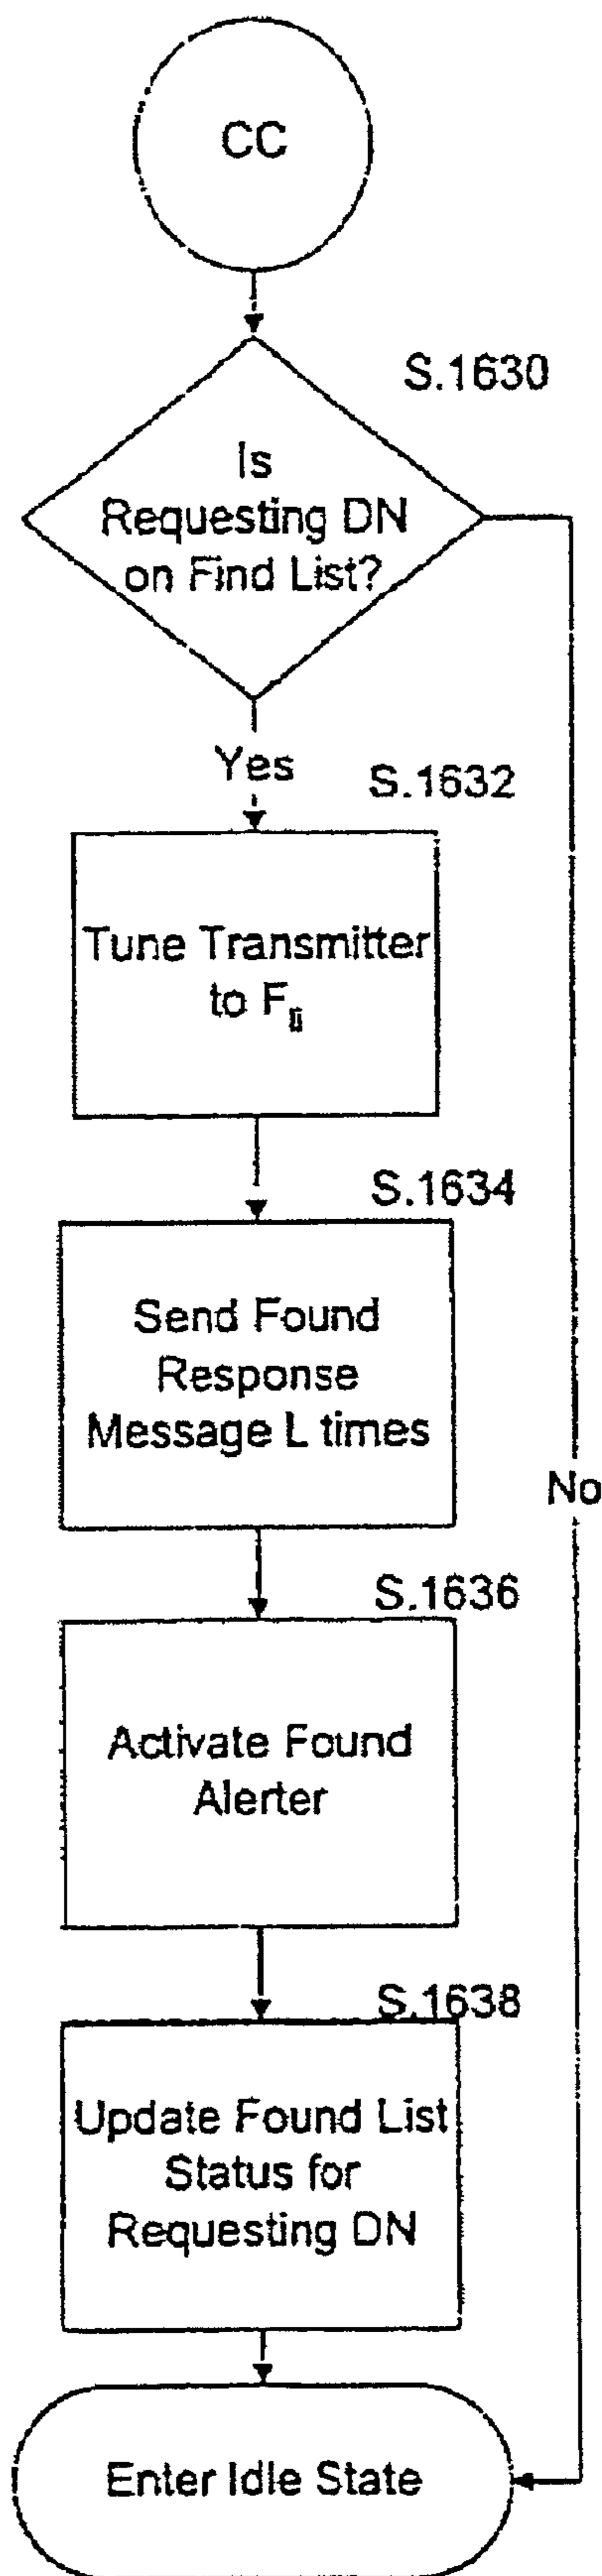 CC
S.1630
Is
Requesting DN
on Find List?
Yes
S.1632
Tune Transmitter
to F
S.1634
Send Found
Response
Message L times
No
S.1636
Activate Found
Alerter
S.1638
Update Found List
Status for
Requesting DN
Enter Idle State